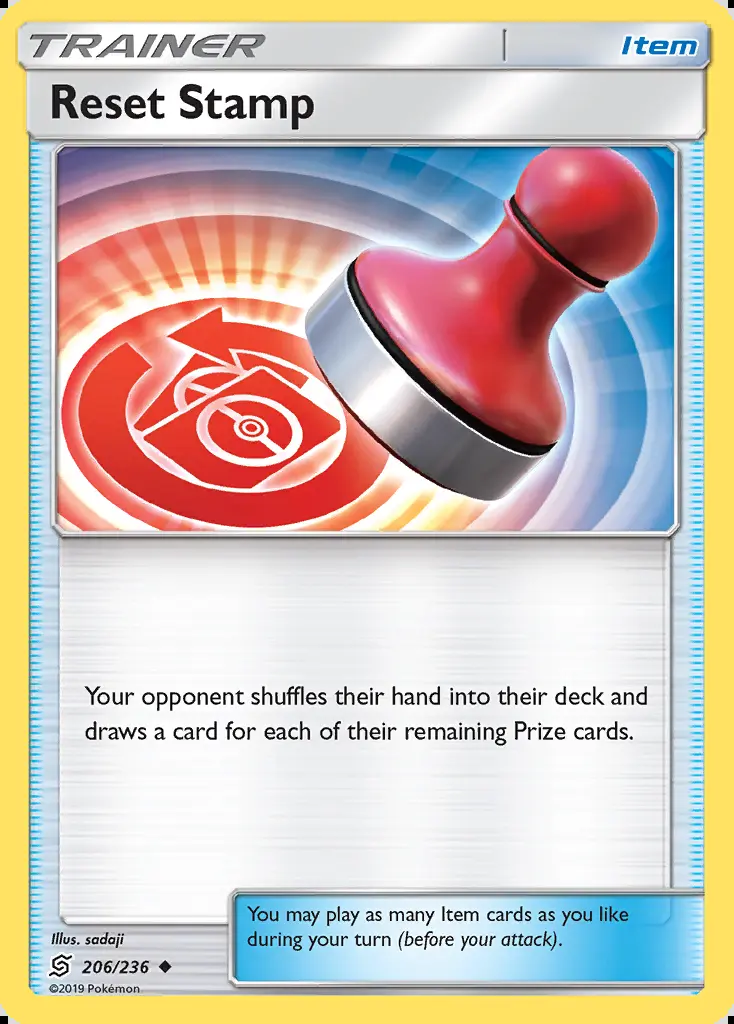 TRAINER
Item
Reset Stamp
Your opponent shuffles their hand into their deck and
draws a card for each of their remaining Prize cards.
You may play as many Item cards as you like
during your turn (before your attack).
Illus. sadaji
206/236
©2019 Pokémon